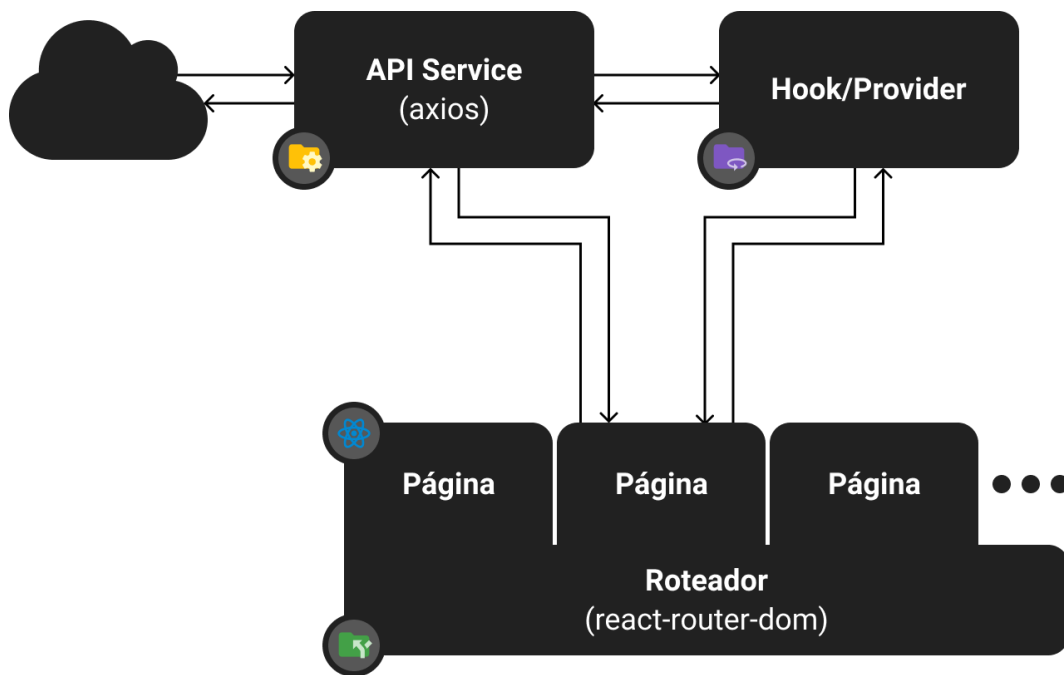 API Service
(axios)
Hook/Provider
Página
Página
Página
Roteador
(react-router-dom)